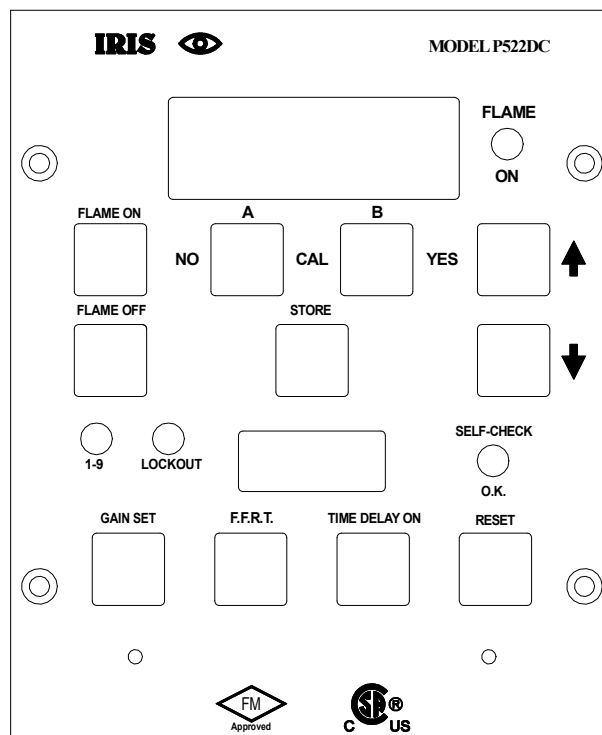 IRIS
MODEL P522DC
FLAME
ON
FLAME ON
A
B
NO
CAL
YES
FLAME OFF
STORE
1-9
LOCKOUT
SELF-CHECK
O.K.
GAIN SET
F.F.R.T.
TIME DELAY ON
RESET
FM
Approved
CSA ®
C US